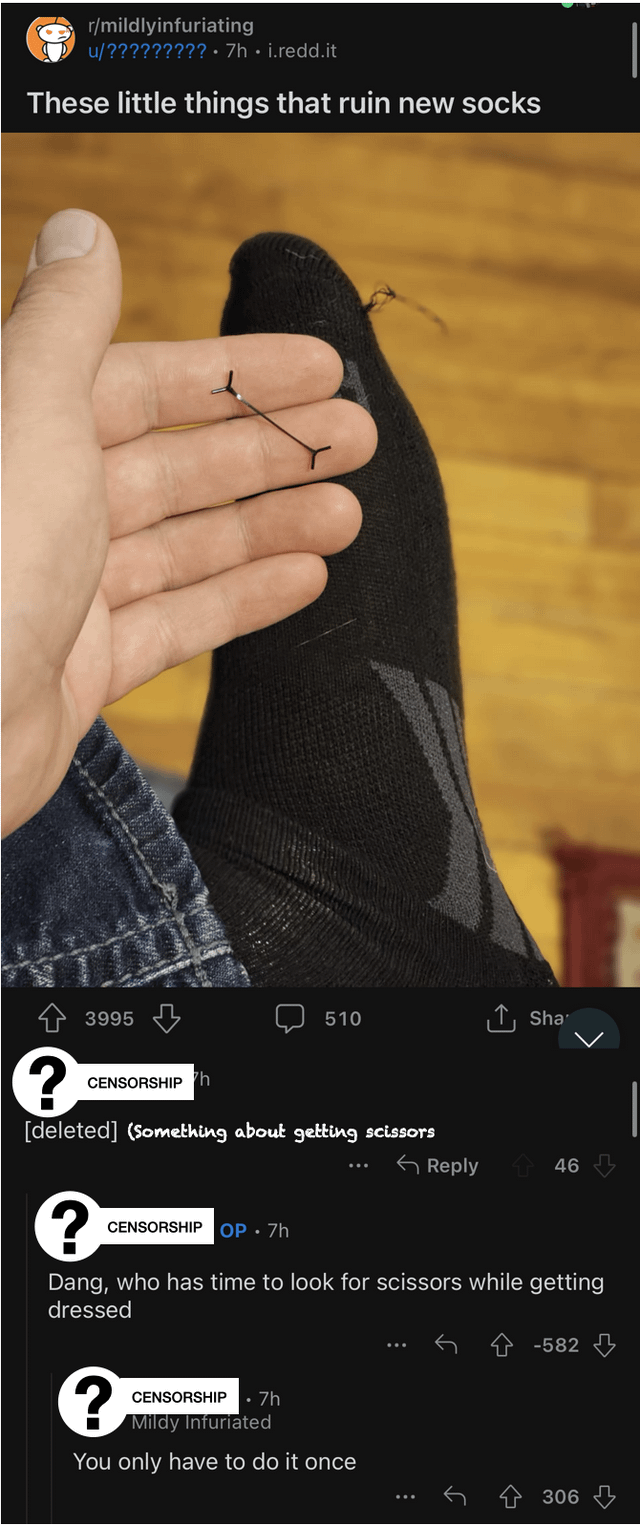 r/mildlyinfuriating
u/????????? • 7h • i.redd.it
These little things that ruin new socks
3995
510
Sha
? CENSORSHIP 7h
[deleted] (Something about getting scissors
... Reply 46
? CENSORSHIP OP • 7h
Dang, who has time to look for scissors while getting
dressed
... -582
? CENSORSHIP • 7h
Mildy Infuriated
You only have to do it once
... 306